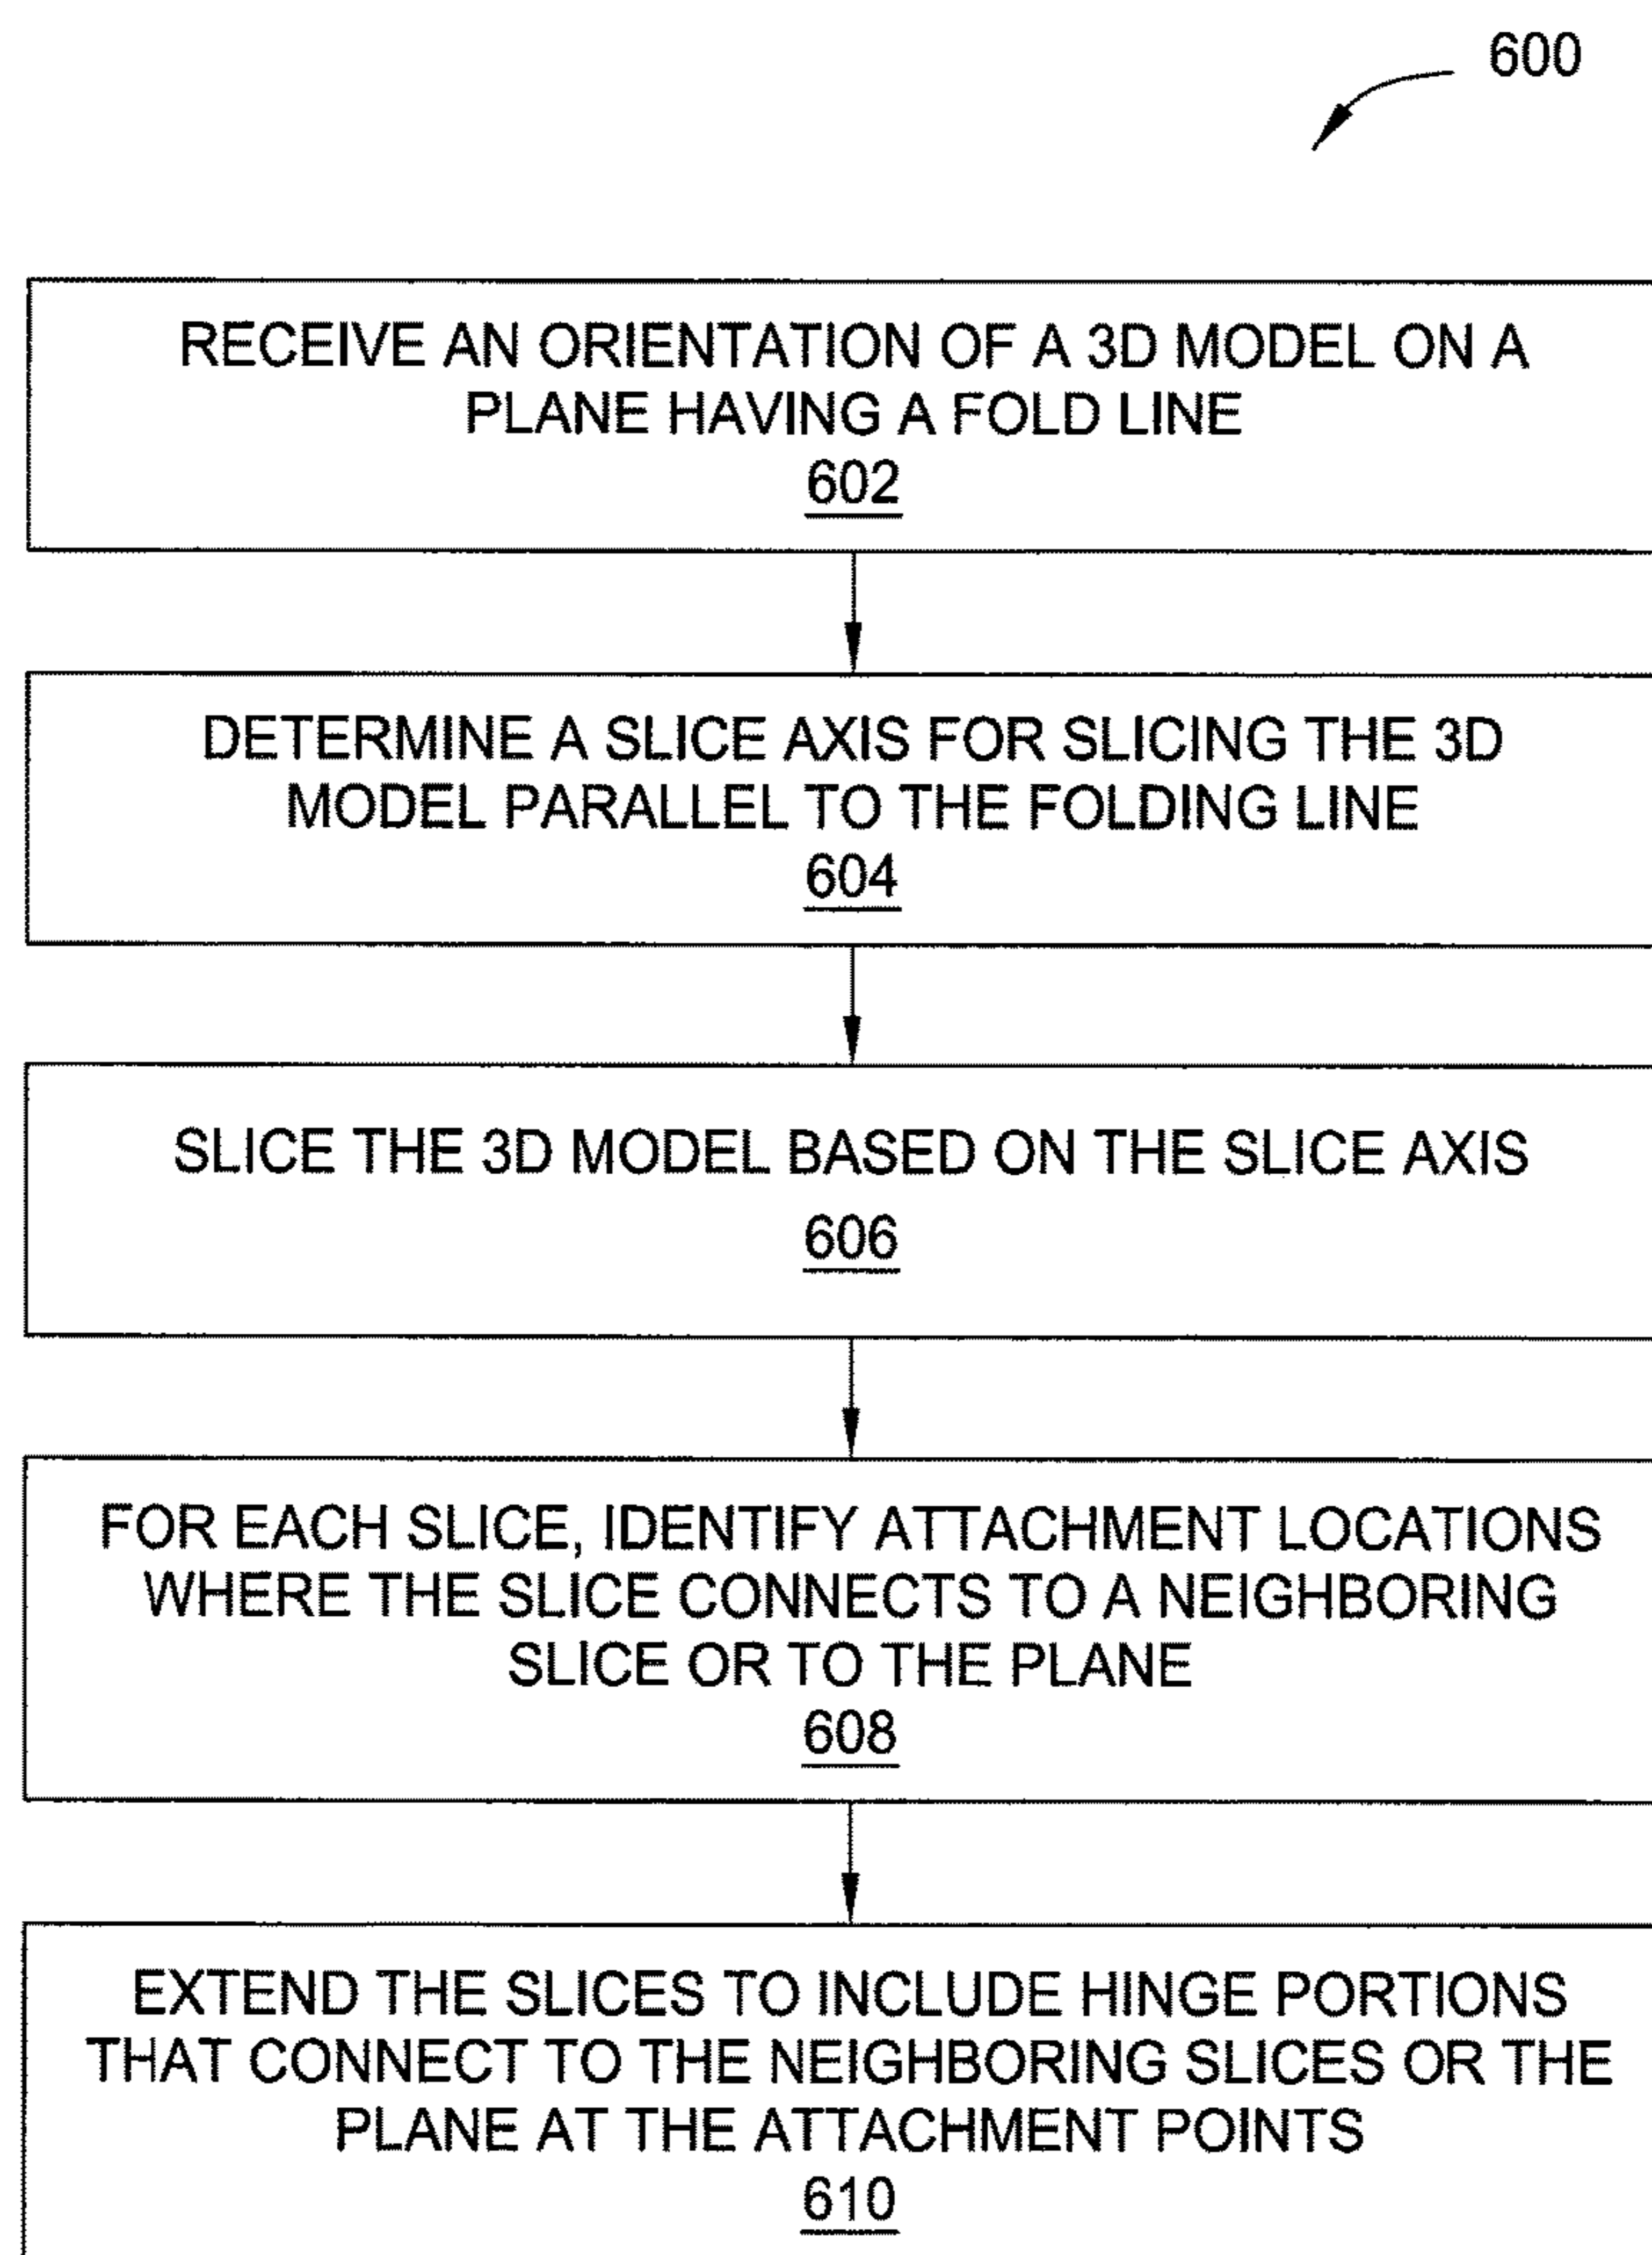 600
RECEIVE AN ORIENTATION OF A 3D MODEL ON A
PLANE HAVING A FOLD LINE
602
DETERMINE A SLICE AXIS FOR SLICING THE 3D
MODEL PARALLEL TO THE FOLDING LINE
604
SLICE THE 3D MODEL BASED ON THE SLICE AXIS
606
FOR EACH SLICE, IDENTIFY ATTACHMENT LOCATIONS
WHERE THE SLICE CONNECTS TO A NEIGHBORING
SLICE OR TO THE PLANE
608
EXTEND THE SLICES TO INCLUDE HINGE PORTIONS
THAT CONNECT TO THE NEIGHBORING SLICES OR THE
PLANE AT THE ATTACHMENT POINTS
610